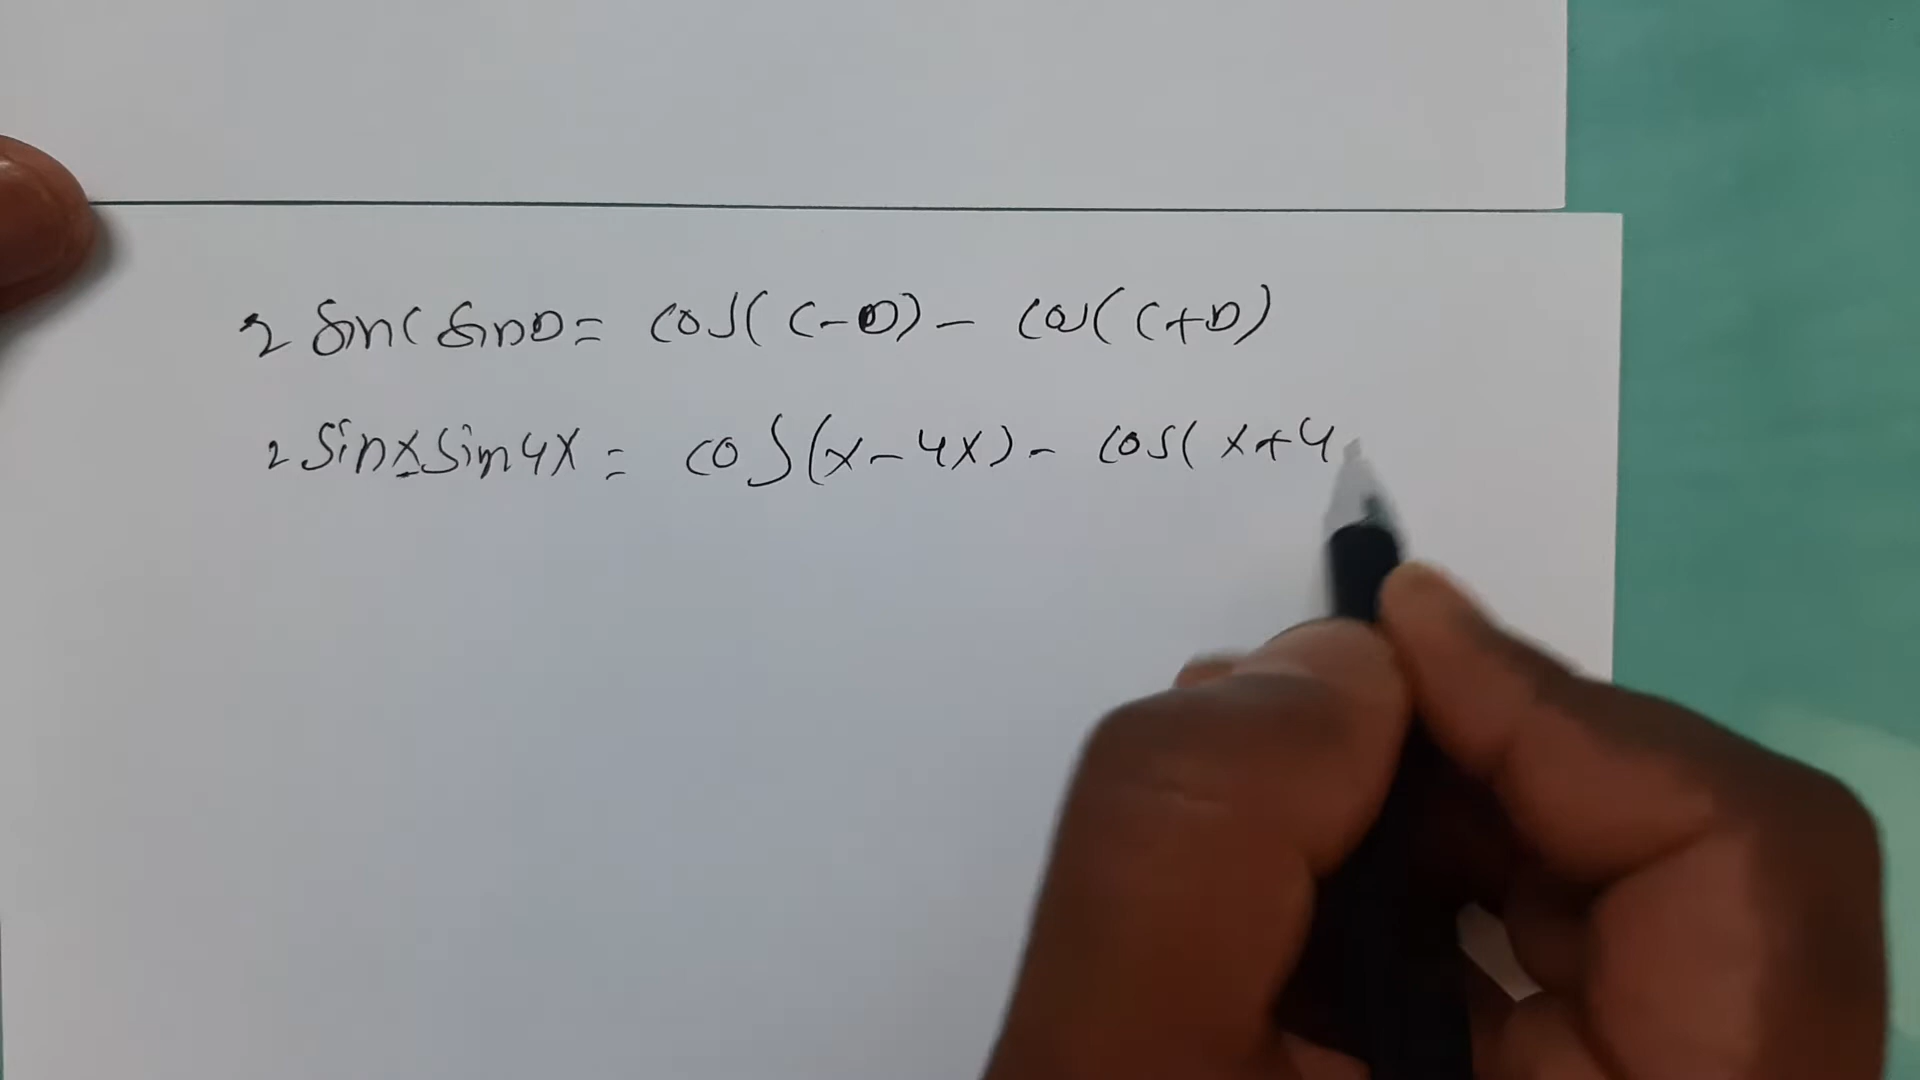 2 Sinc SinD = cos(C-D) - cos(C+D)
2 Sinx Sin4x = cos(x-4x) - cos(x+4